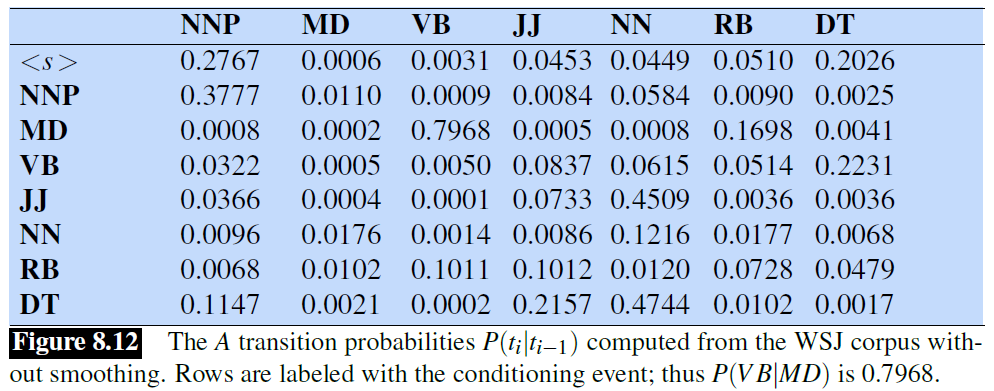 NNP MD VB JJ NN RB DT
<s> 0.2767 0.0006 0.0031 0.0453 0.0449 0.0510 0.2026
NNP 0.3777 0.0110 0.0009 0.0084 0.0584 0.0090 0.0025
MD 0.0008 0.0002 0.7968 0.0005 0.0008 0.1698 0.0041
VB 0.0322 0.0005 0.0050 0.0837 0.0615 0.0514 0.2231
JJ 0.0366 0.0004 0.0001 0.0733 0.4509 0.0036 0.0036
NN 0.0096 0.0176 0.0014 0.0086 0.1216 0.0177 0.0068
RB 0.0068 0.0102 0.1011 0.1012 0.0120 0.0728 0.0479
DT 0.1147 0.0021 0.0002 0.2157 0.4744 0.0102 0.0017
Figure 8.12 The A transition probabilities P(tᵢ|tᵢ₋₁) computed from the WSJ corpus with-
out smoothing. Rows are labeled with the conditioning event; thus P(VB|MD) is 0.7968.